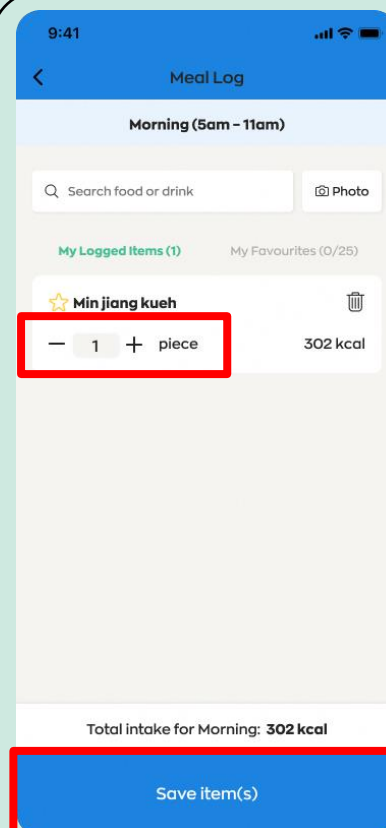 9:41
Meal Log
Morning (5am - 11am)
Search food or drink Photo
My Logged Items (1) My Favourites (0/25)
Min jiang kueh
− 1 + piece 302 kcal
Total intake for Morning: 302 kcal
Save item(s)